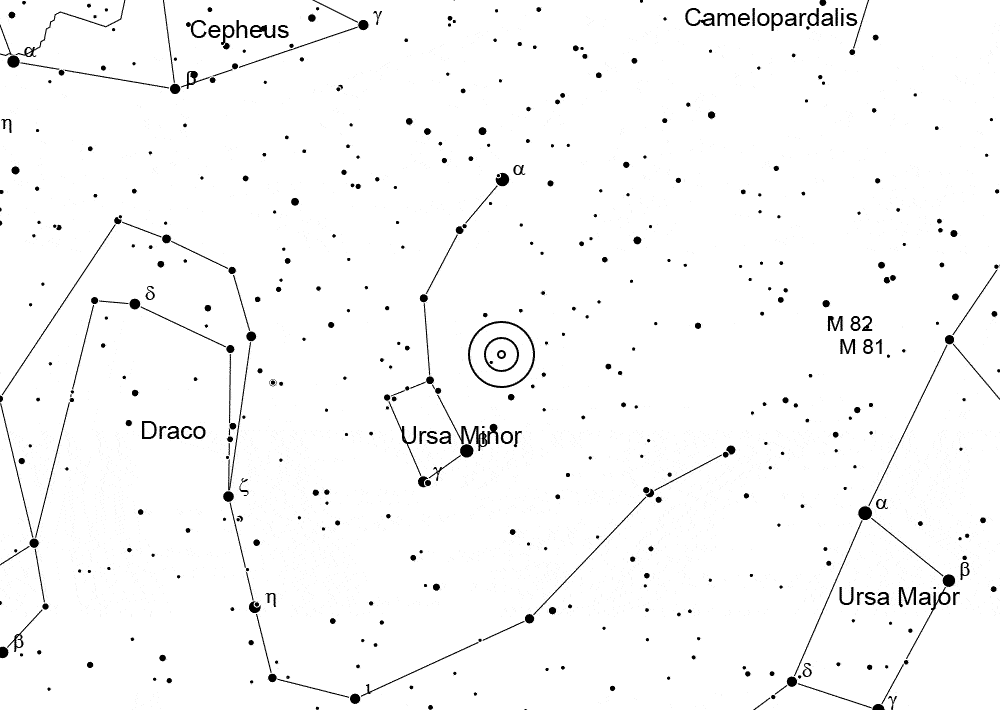 Cepheus
Camelopardalis
γ
α
β
η
α
δ
M 82
M 81
Draco
Ursa Minor
β
γ
ζ
α
β
η
Ursa Major
β
δ
ι
γ